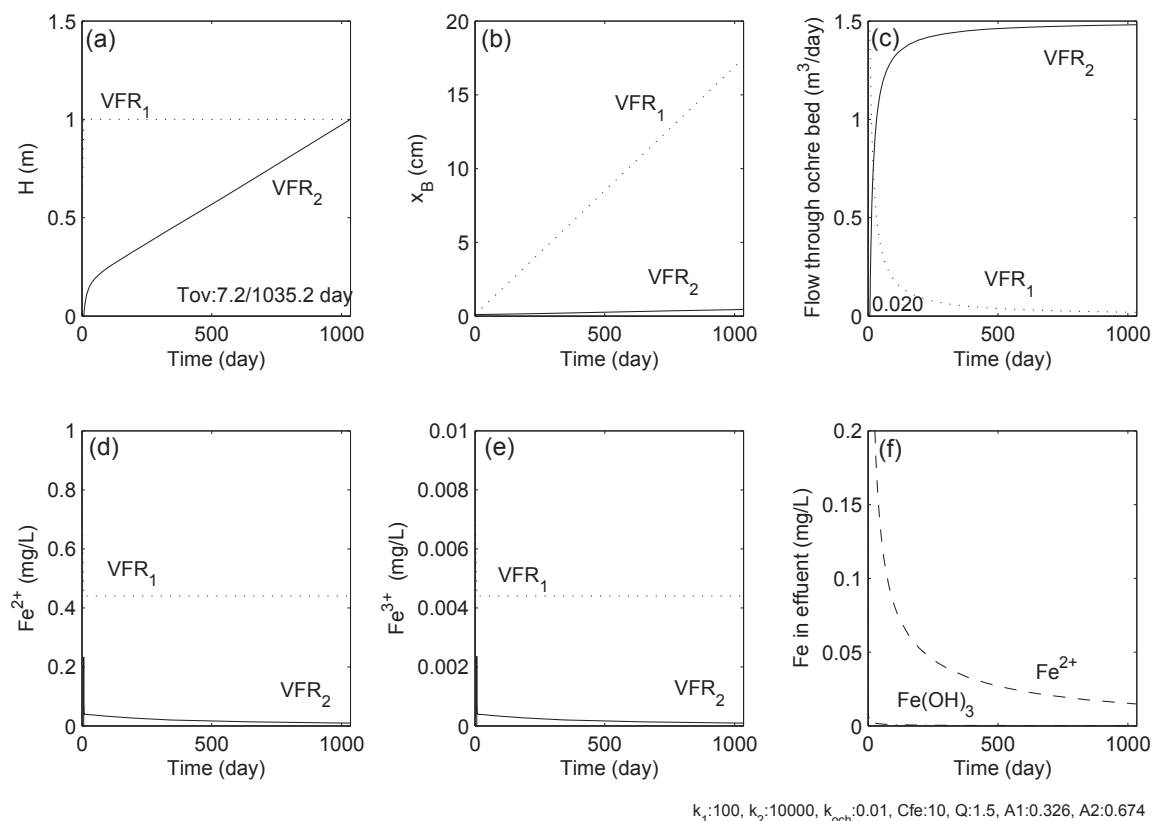 (a)
1.5
1
0.5
0
H (m)
VFR1
VFR2
Tov:7.2/1035.2 day
0 500 1000
Time (day)
(b)
20
15
10
5
0
xB (cm)
VFR1
VFR2
0 500 1000
Time (day)
(c)
1.5
1
0.5
0
Flow through ochre bed (m3/day)
VFR2
VFR1
0.020
0 500 1000
Time (day)
(d)
1
0.8
0.6
0.4
0.2
0
Fe2+ (mg/L)
VFR1
VFR2
0 500 1000
Time (day)
(e)
0.01
0.008
0.006
0.004
0.002
0
Fe3+ (mg/L)
VFR1
VFR2
0 500 1000
Time (day)
(f)
0.2
0.15
0.1
0.05
0
Fe in effuent (mg/L)
Fe2+
Fe(OH)3
0 500 1000
Time (day)
k1:100, k2:10000, koch:0.01, Cfe:10, Q:1.5, A1:0.326, A2:0.674